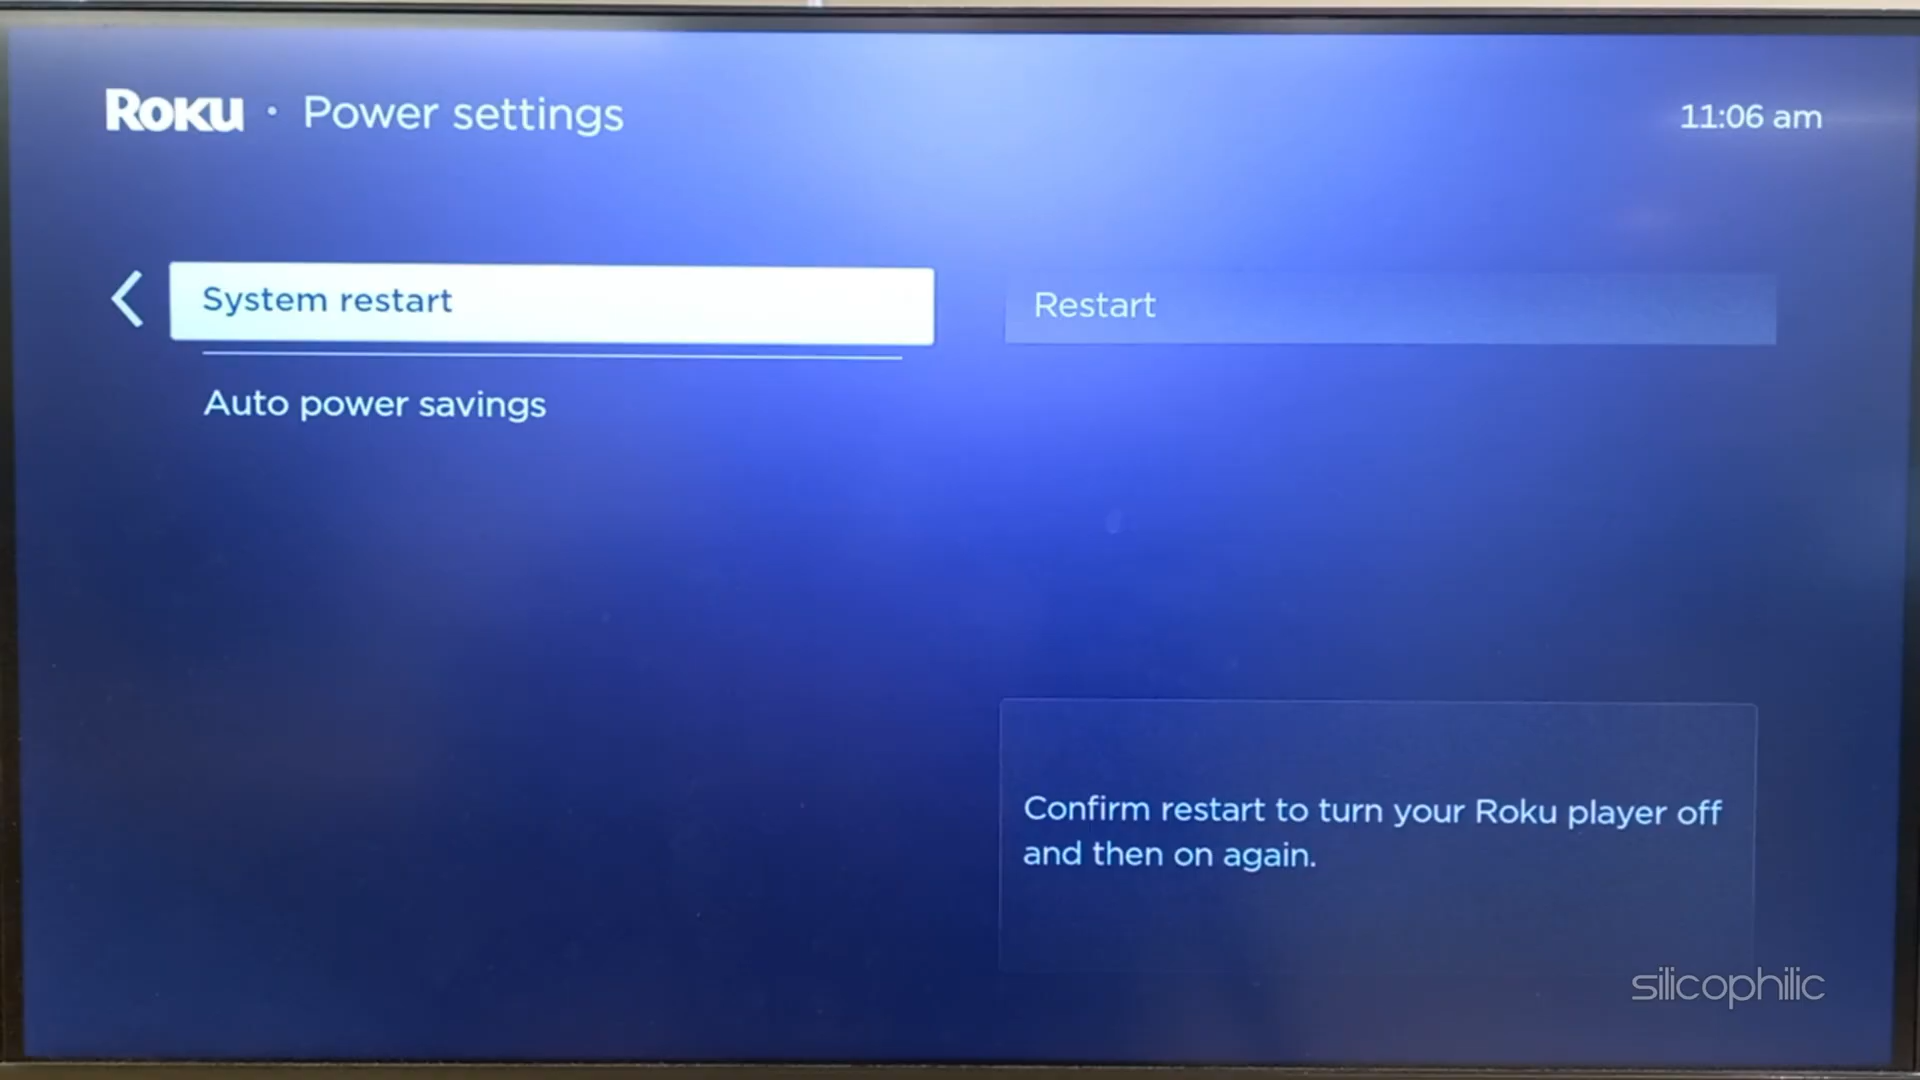 Roku · Power settings
11:06 am
System restart
Restart
Auto power savings
Confirm restart to turn your Roku player off
and then on again.
silicophilic